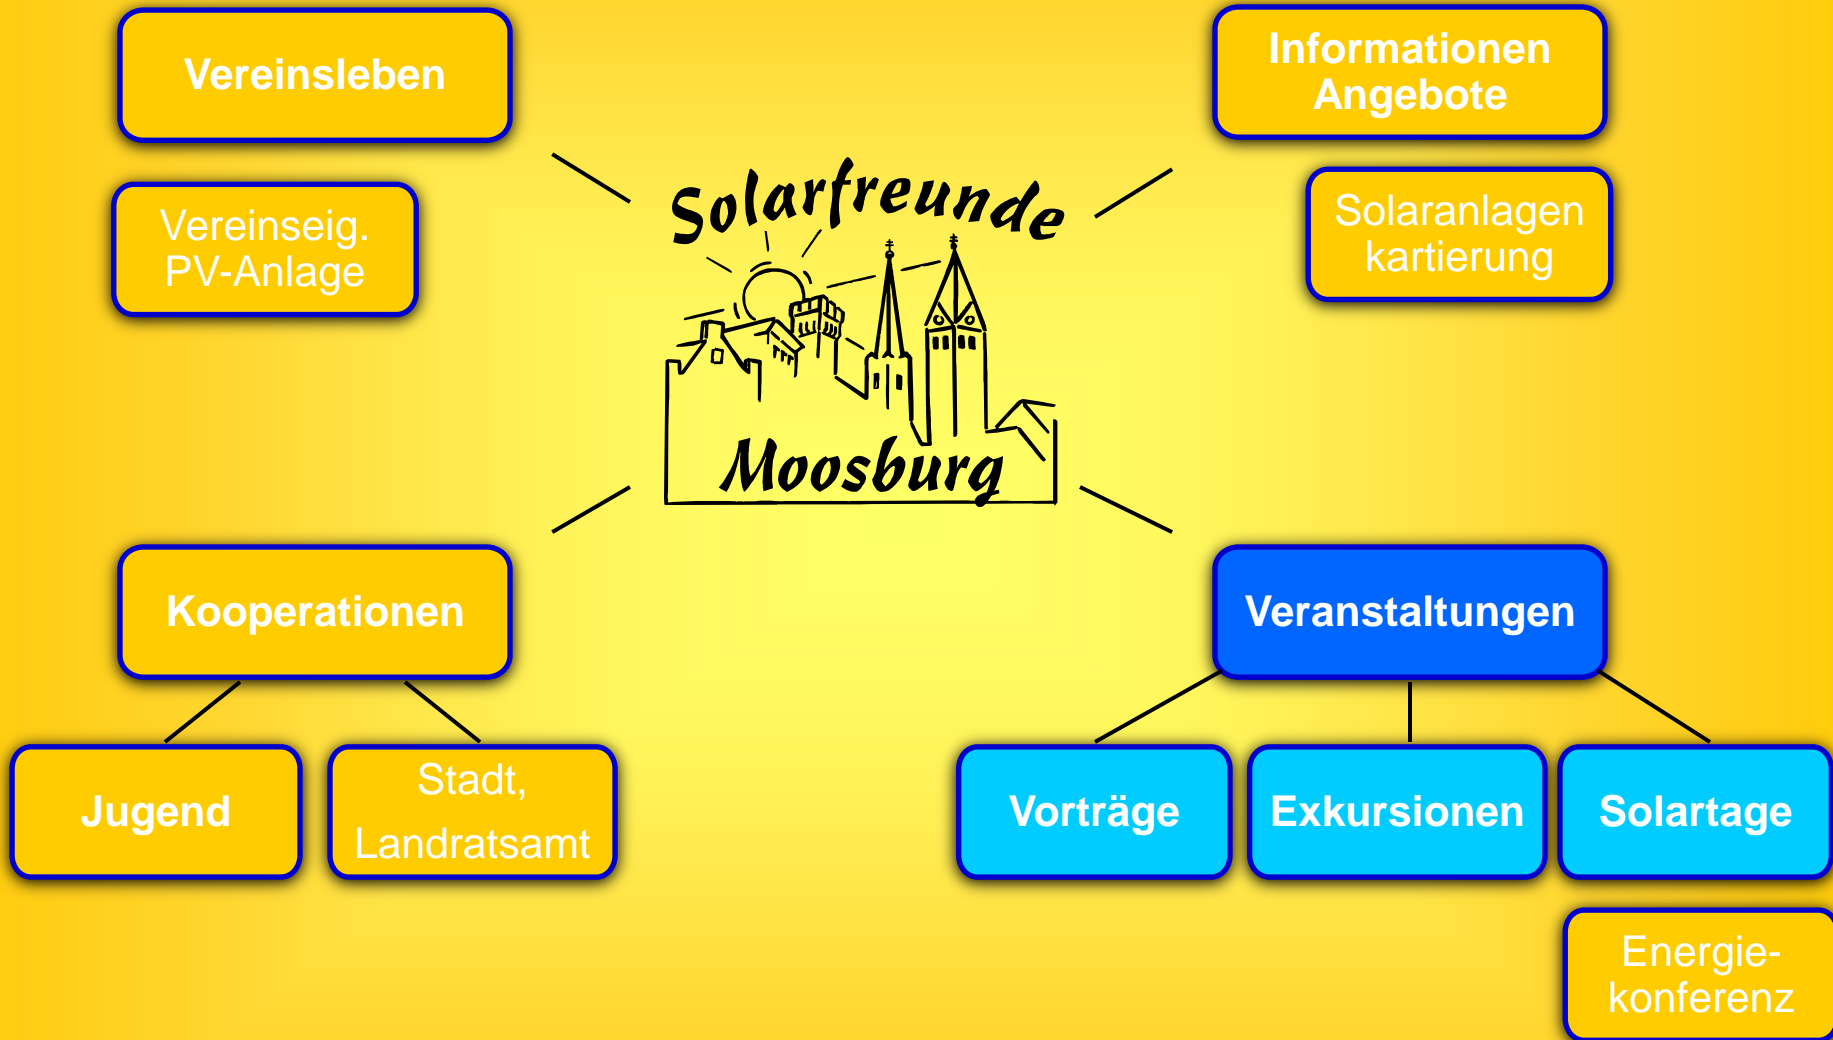 Vereinsleben
Informationen
Angebote
Vereinseig.
PV-Anlage
Solarfreunde
Moosburg
Solaranlagen
kartierung
Kooperationen
Jugend
Stadt,
Landratsamt
Veranstaltungen
Vorträge
Exkursionen
Solartage
Energie-
konferenz